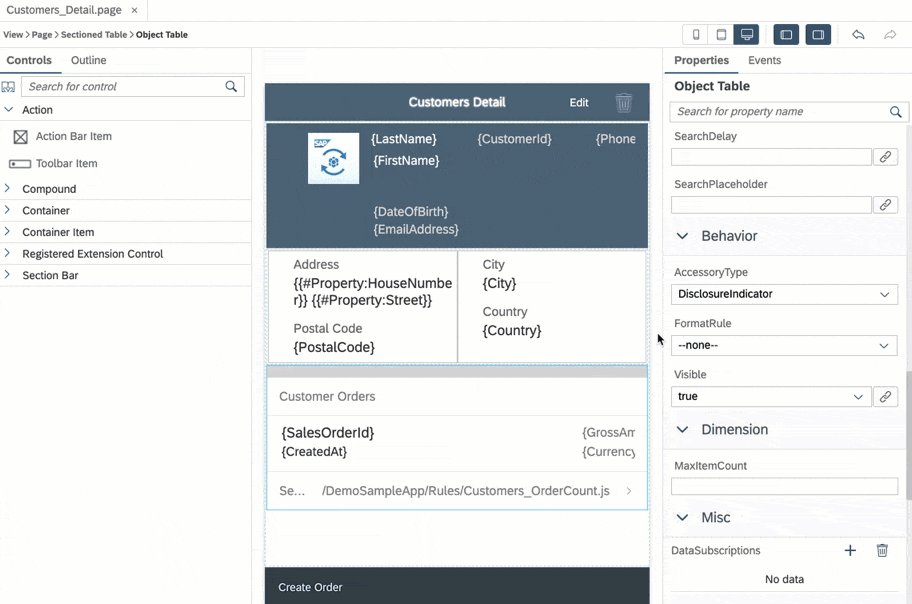 Customers_Detail.page ×
View > Page > Sectioned Table > Object Table
Controls
Outline
Search for control
Action
Action Bar Item
Toolbar Item
Compound
Container
Container Item
Registered Extension Control
Section Bar
Customers Detail
Edit
SAP
{LastName}
{CustomerId}
{Phone
{FirstName}
{DateOfBirth}
{EmailAddress}
Address
{{#Property:HouseNumbe
r}} {{#Property:Street}}
Postal Code
{PostalCode}
City
{City}
Country
{Country}
Customer Orders
{SalesOrderId}
{GrossAm
{CreatedAt}
{Currency
Se... /DemoSampleApp/Rules/Customers_OrderCount.js
Create Order
Properties
Events
Object Table
Search for property name
SearchDelay
SearchPlaceholder
Behavior
AccessoryType
DisclosureIndicator
FormatRule
--none--
Visible
true
Dimension
MaxItemCount
Misc
DataSubscriptions
No data